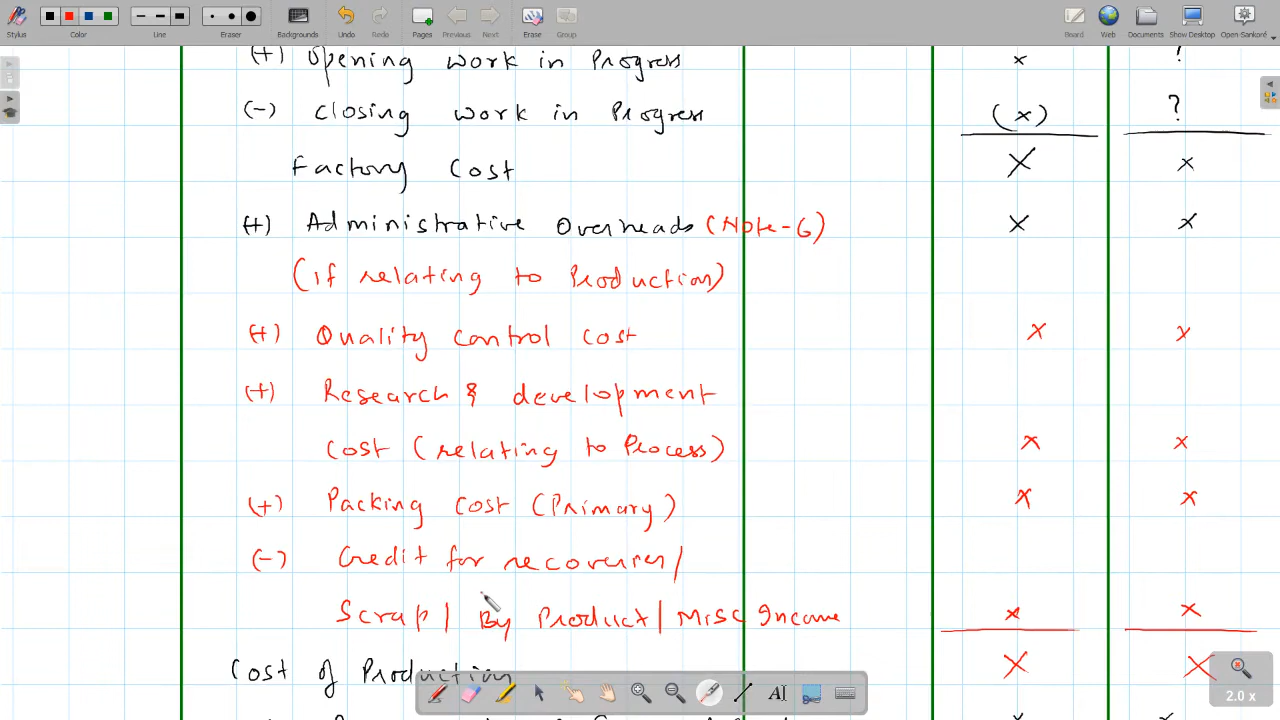 Stylus Color Line Eraser Backgrounds Undo Redo Pages Previous Next Erase Group Board Web Documents Show Desktop Open-Sankoré
(+) Opening work in Progress x ?
(-) Closing work in Progress (x) ?
Factory Cost X x
(+) Administrative Overheads (Note-6) x x
(If relating to Production)
(+) Quality control cost x x
(+) Research & development
cost (relating to Process) x x
(+) Packing cost (Primary) x x
(-) Credit for recoveries/
Scrap/ By Product/ Misc Income x x
Cost of Production X X
2.0 x